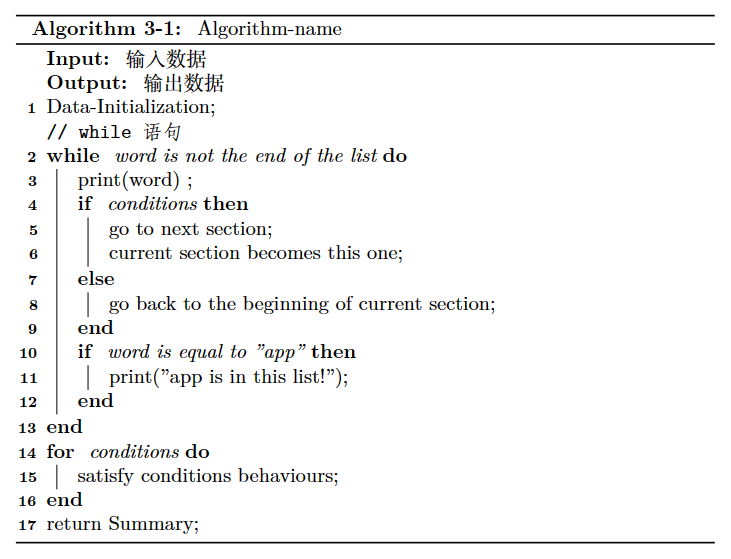 Algorithm 3-1: Algorithm-name
Input: 输入数据
Output: 输出数据
1 Data-Initialization;
// while 语句
2 while word is not the end of the list do
3 print(word) ;
4 if conditions then
5 go to next section;
6 current section becomes this one;
7 else
8 go back to the beginning of current section;
9 end
10 if word is equal to ”app” then
11 print(”app is in this list!”);
12 end
13 end
14 for conditions do
15 satisfy conditions behaviours;
16 end
17 return Summary;